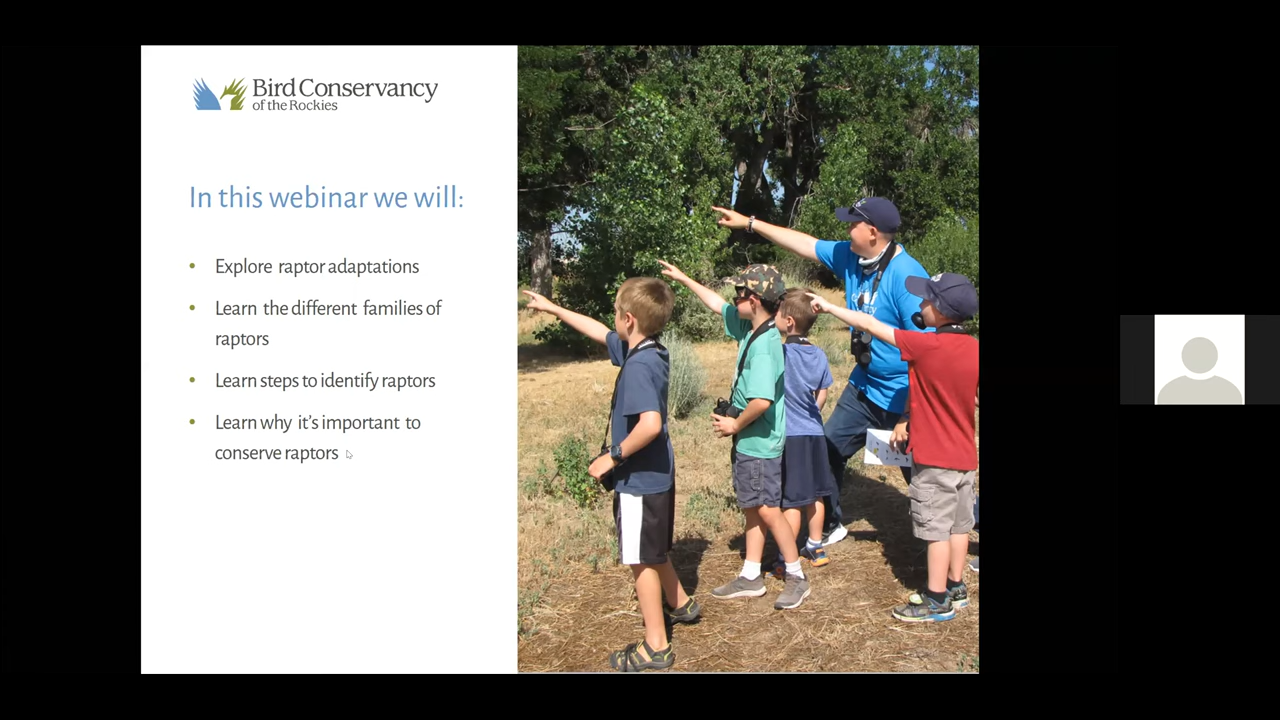 Bird Conservancy
of the Rockies
In this webinar we will:
• Explore raptor adaptations
• Learn the different families of
raptors
• Learn steps to identify raptors
• Learn why it's important to
conserve raptors